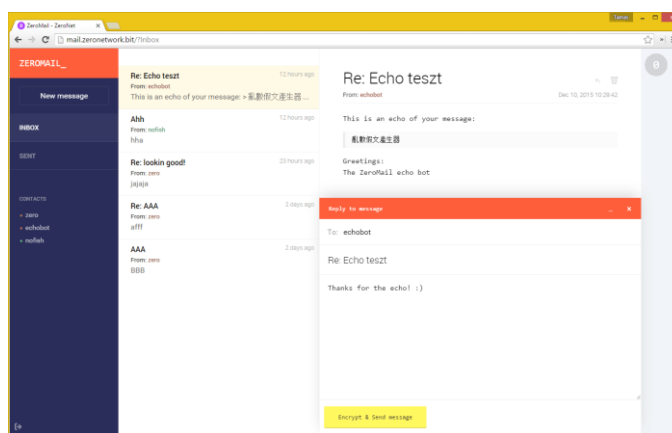 ZeroMail - ZeroNet
mail.zeronetwork.bit/?Inbox
ZEROMAIL_
New message
INBOX
SENT
CONTACTS
zero
echobot
nofish
Re: Echo teszt
12 hours ago
From: echobot
This is an echo of your message: > 亂數假文產生器 ...
Ahh
12 hours ago
From: nofish
hha
Re: lookin good!
23 hours ago
From: zero
jajaja
Re: AAA
2 days ago
From: zero
afff
AAA
2 days ago
From: zero
BBB
Re: Echo teszt
From: echobot
Dec 10, 2015 10:29:42
This is an echo of your message:
亂數假文產生器
Greetings:
The ZeroMail echo bot
0
Reply to message
To: echobot
Re: Echo teszt
Thanks for the echo! :)
Encrypt & Send message